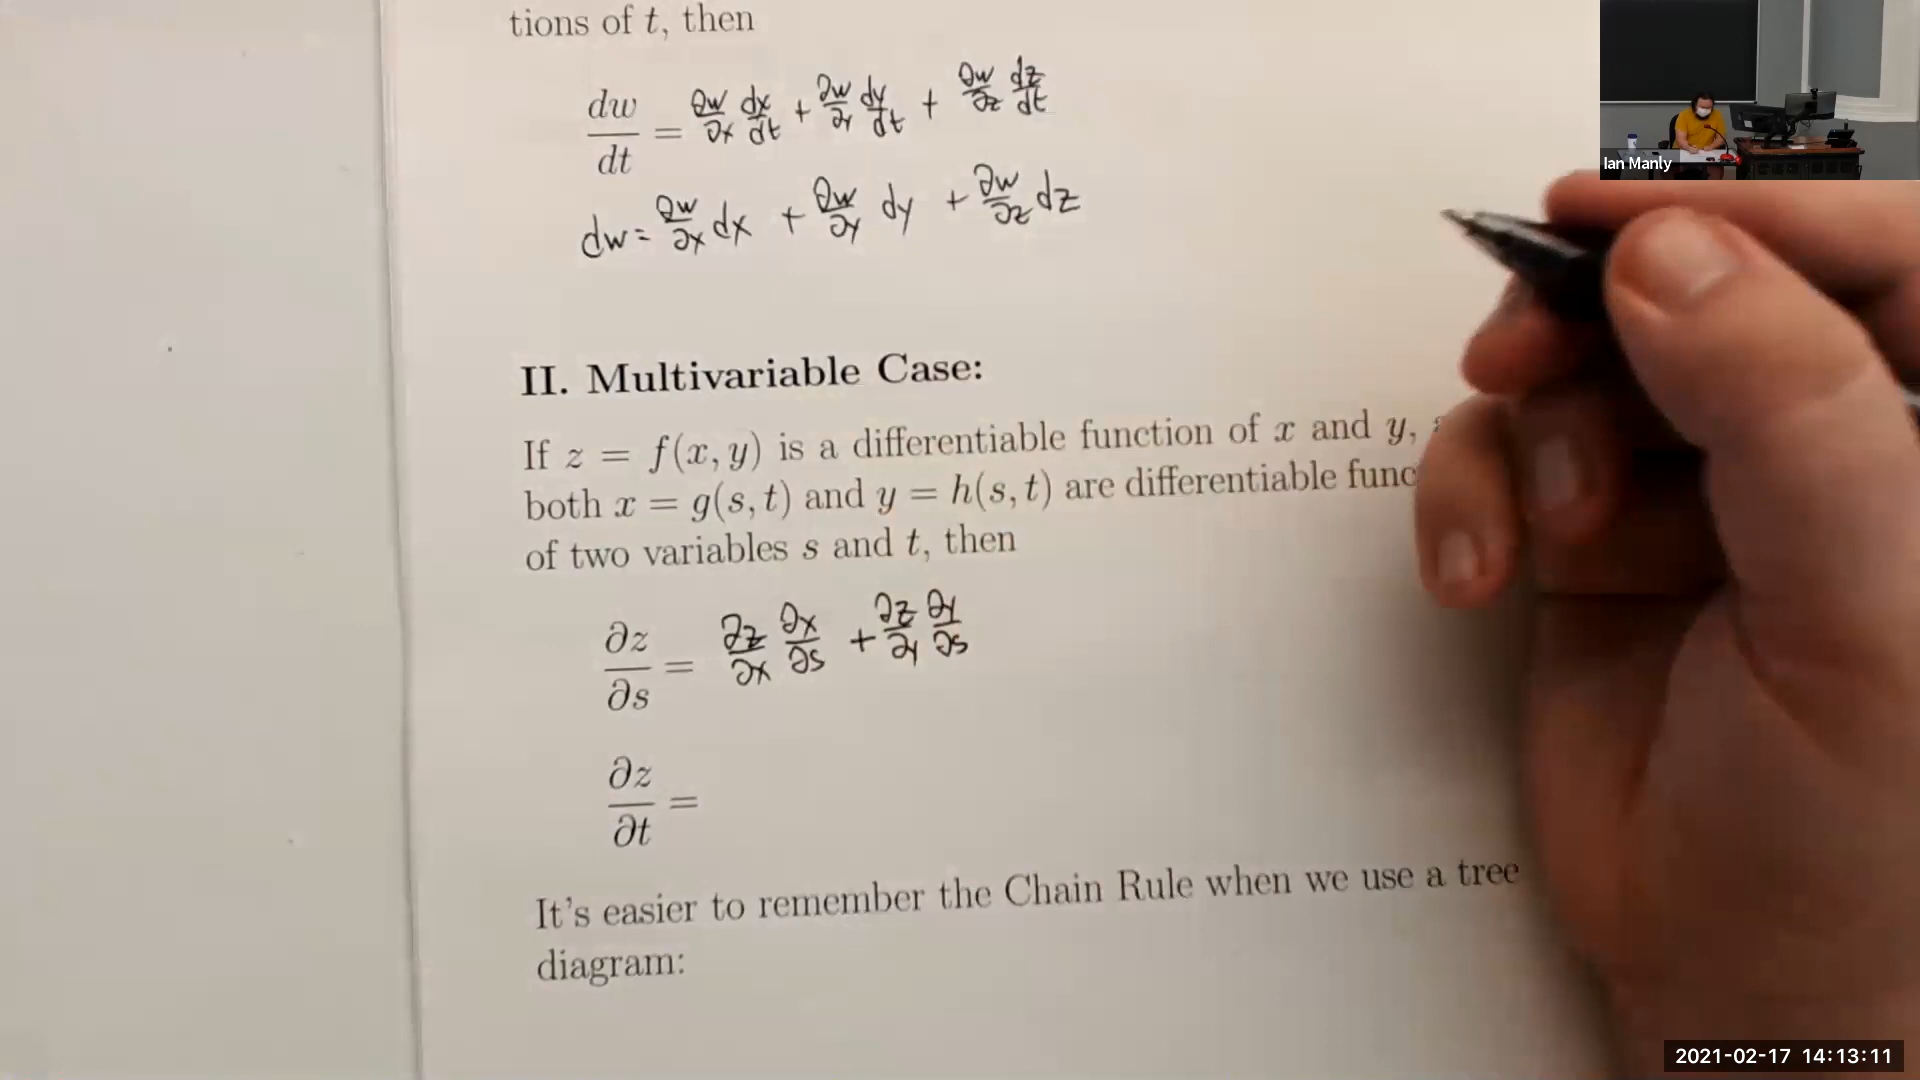 tions of t, then
dw/dt = ∂w/∂x dx/dt + ∂w/∂y dy/dt + ∂w/∂z dz/dt
dw = ∂w/∂x dx + ∂w/∂y dy + ∂w/∂z dz
II. Multivariable Case:
If z = f(x, y) is a differentiable function of x and y,
both x = g(s, t) and y = h(s, t) are differentiable func
of two variables s and t, then
∂z/∂s = ∂z/∂x ∂x/∂s + ∂z/∂y ∂y/∂s
∂z/∂t =
It's easier to remember the Chain Rule when we use a tree
diagram:
Ian Manly
2021-02-17 14:13:11